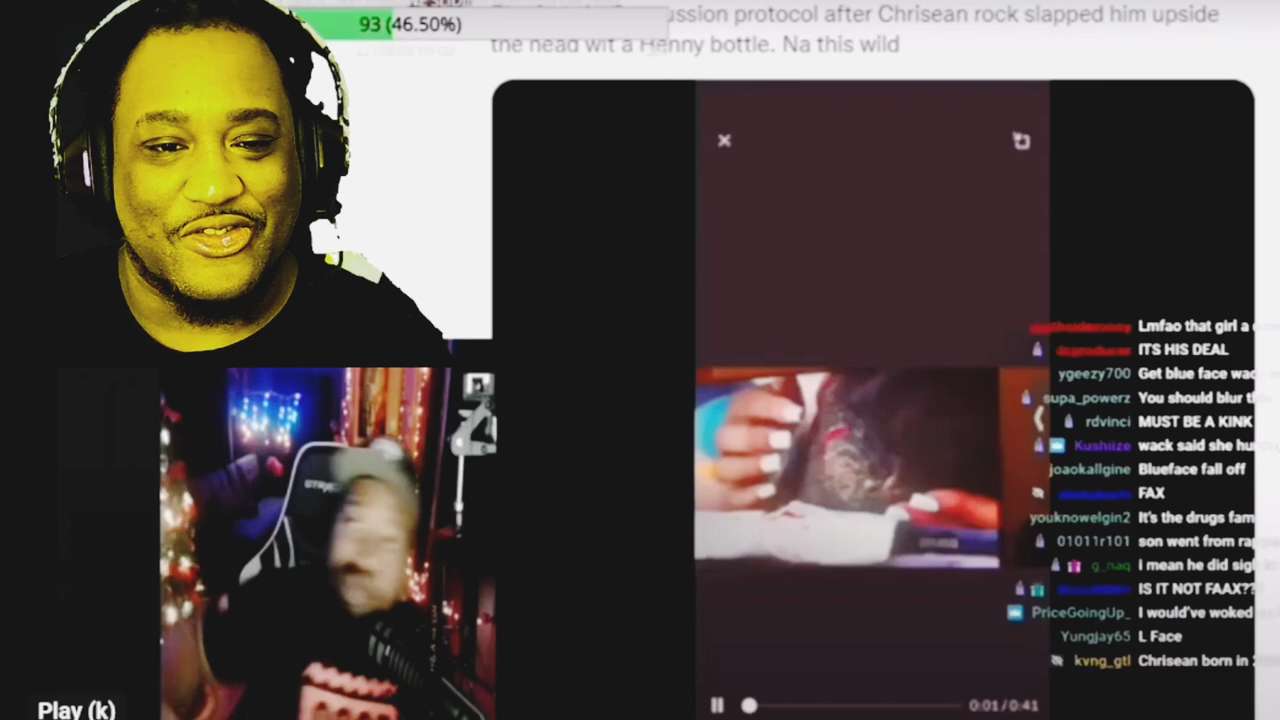 93 (46.50%)
ussion protocol after Chrisean rock slapped him upside
the head wit a Henny bottle. Na this wild
Lmfao that girl a
ITS HIS DEAL
ygeezy700 Get blue face wac
supa_powerz You should blur
rdvinci MUST BE A KINK
Kushiize wack said she hu
joaokallgine Blueface fall off
FAX
youknowelgin2 It's the drugs fam
01011r101 son went from
g_naq I mean he did
IS IT NOT FAAX??
PriceGoingUp_ I would've woked
Yungjay65 L Face
kvng_gtl Chrisean born in
0:01/0:41
Play (k)